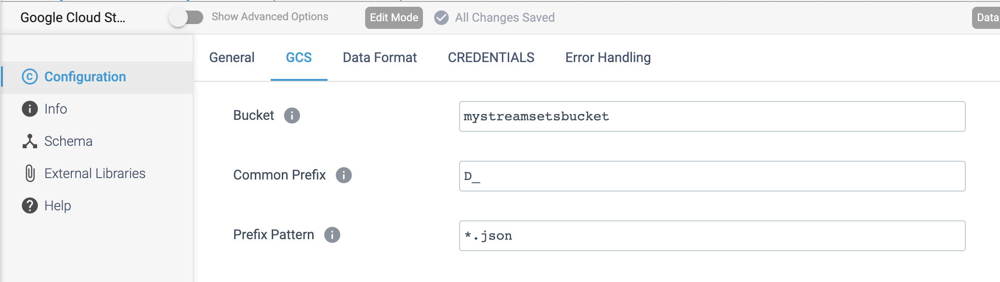 Google Cloud St...
Show Advanced Options
Edit Mode
All Changes Saved
Data
Configuration
Info
Schema
External Libraries
Help
General
GCS
Data Format
CREDENTIALS
Error Handling
Bucket
mystreamsetsbucket
Common Prefix
D_
Prefix Pattern
*.json